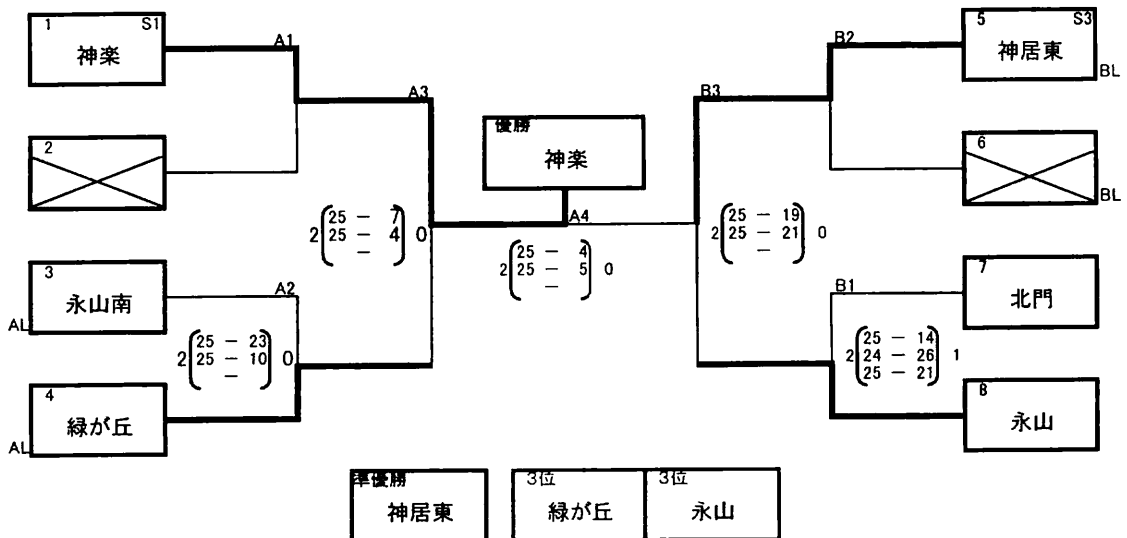 1 S1
神楽
A1
2
A3
3
永山南
AL
A2
2 25 − 23 0
25 − 10
−
4
緑が丘
AL
2 25 − 7 0
25 − 4
−
優勝
神楽
A4
2 25 − 4 0
25 − 5
−
5 S3
神居東
BL
B2
6
BL
B3
2 25 − 19 0
25 − 21
−
7
北門
B1
2 25 − 14 1
24 − 26
25 − 21
8
永山
準優勝
神居東
3位
緑が丘
3位
永山